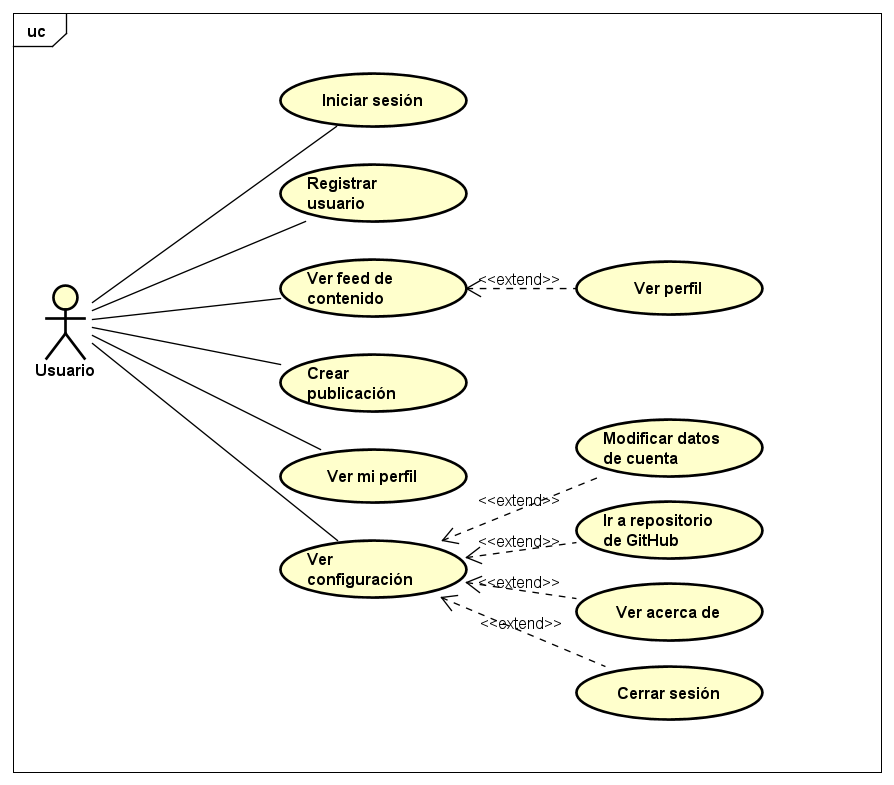 uc
Iniciar sesión
Registrar
usuario
Ver feed de
contenido
<<extend>>
Ver perfil
Usuario
Crear
publicación
Ver mi perfil
Modificar datos
de cuenta
<<extend>>
Ir a repositorio
de GitHub
<<extend>>
Ver
configuración
<<extend>>
Ver acerca de
<<extend>>
Cerrar sesión